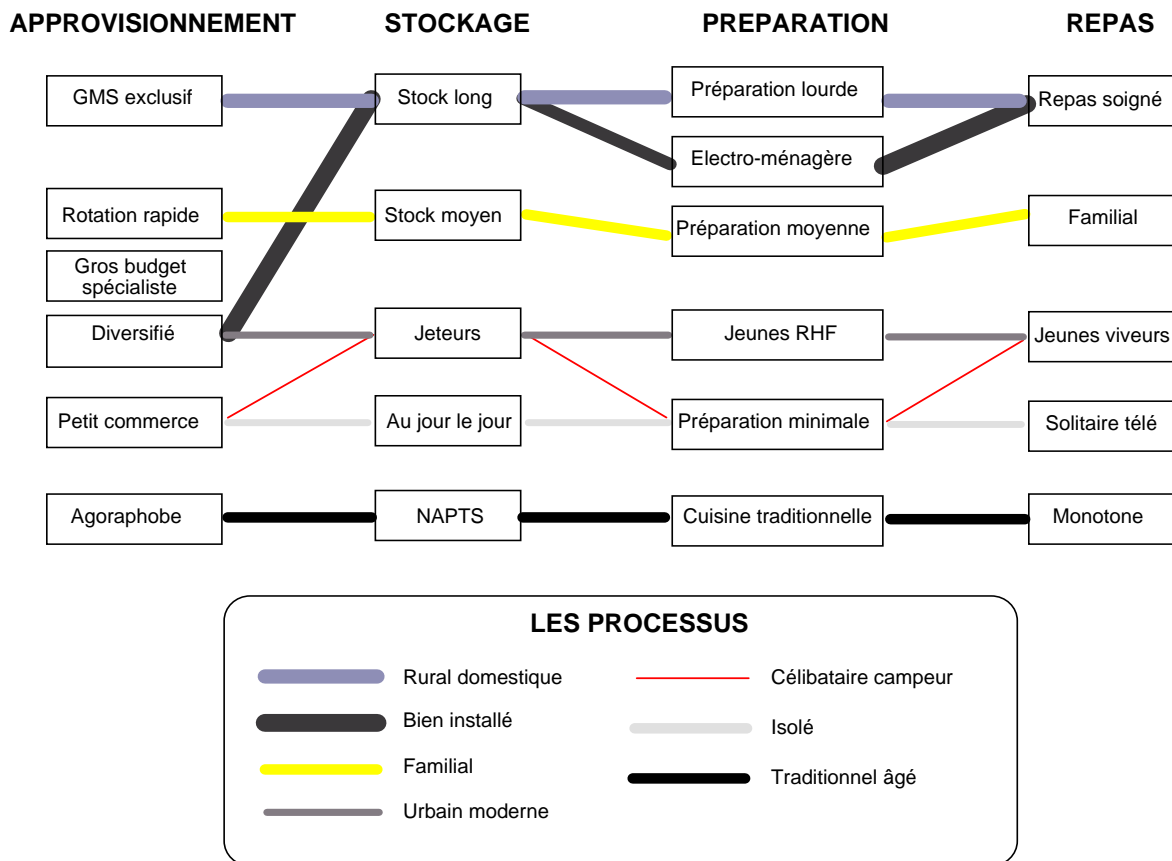 APPROVISIONNEMENT STOCKAGE PREPARATION REPAS
GMS exclusif
Stock long
Préparation lourde
Repas soigné
Electro-ménagère
Rotation rapide
Stock moyen
Préparation moyenne
Familial
Gros budget
spécialiste
Diversifié
Jeteurs
Jeunes RHF
Jeunes viveurs
Petit commerce
Au jour le jour
Préparation minimale
Solitaire télé
Agoraphobe
NAPTS
Cuisine traditionnelle
Monotone
LES PROCESSUS
Rural domestique
Bien installé
Familial
Urbain moderne
Célibataire campeur
Isolé
Traditionnel âgé